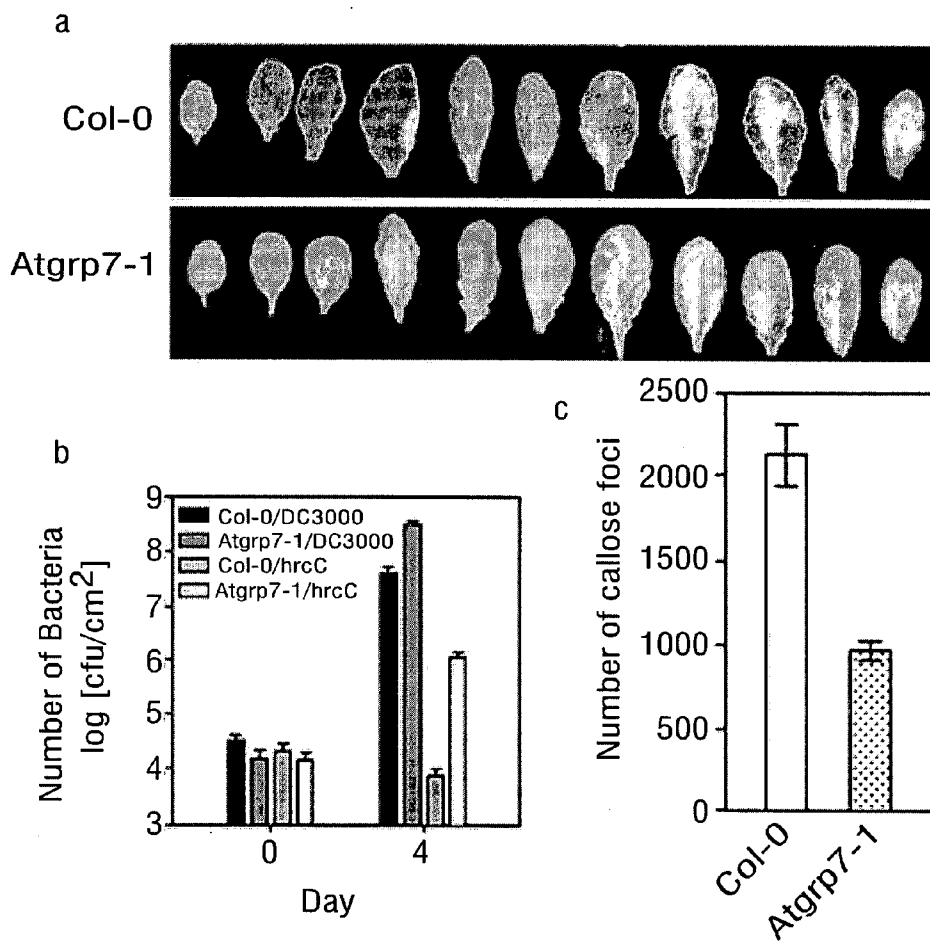 a
Col-0
Atgrp7-1
b
Number of Bacteria
log [cfu/cm²]
9
8
7
6
5
4
3
Col-0/DC3000
Atgrp7-1/DC3000
Col-0/hrcC
Atgrp7-1/hrcC
0
4
Day
c
Number of callose foci
2500
2000
1500
1000
500
0
Col-0
Atgrp7-1